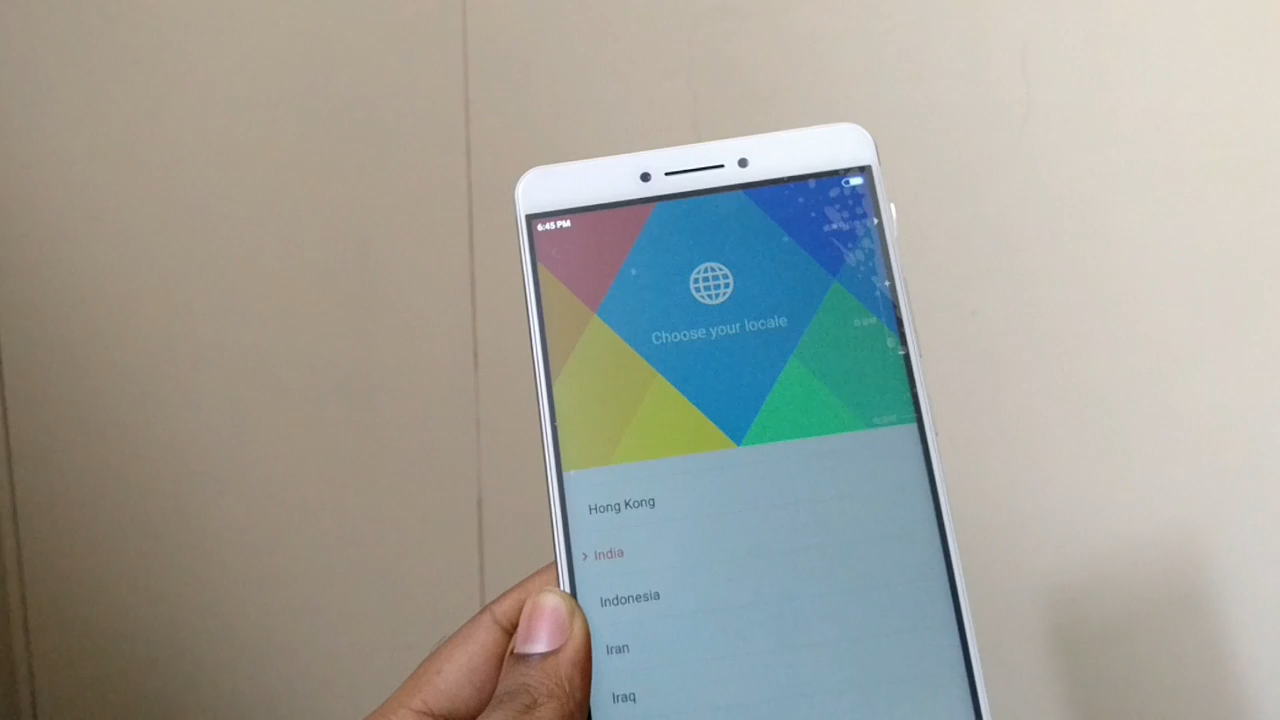 6:45 PM
Choose your locale
Hong Kong
> India
Indonesia
Iran
Iraq